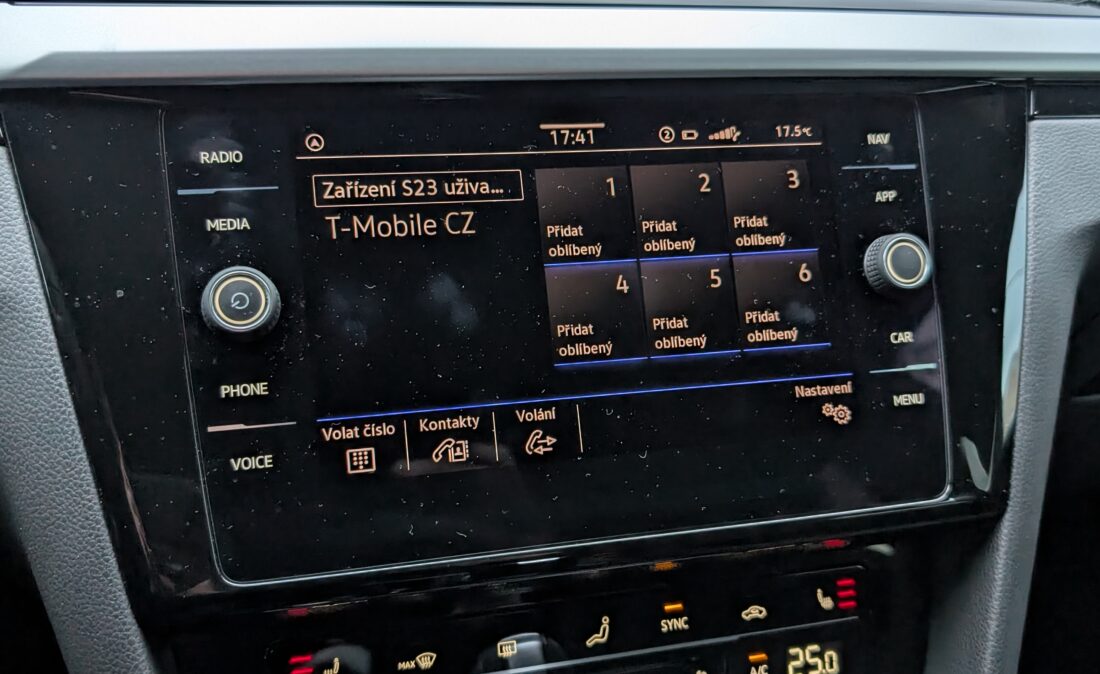 17:41
2
17.5°C
RADIO
MEDIA
PHONE
VOICE
Zařízení S23 uživa...
T-Mobile CZ
1
Přidat
oblíbený
2
Přidat
oblíbený
3
Přidat
oblíbený
4
Přidat
oblíbený
5
Přidat
oblíbený
6
Přidat
oblíbený
Volat číslo
Kontakty
Volání
Nastavení
NAV
APP
CAR
MENU
MAX
SYNC
A/C
25.0